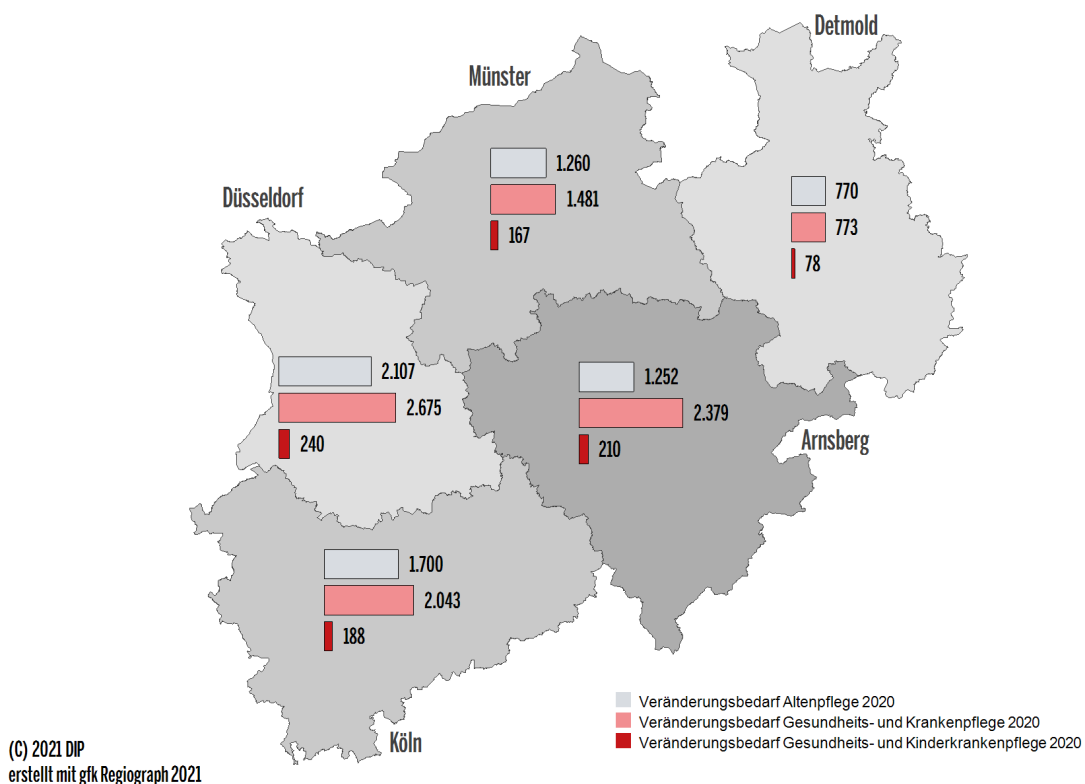 Detmold
Münster
1.260
1.481
167
770
773
78
Düsseldorf
2.107
2.675
240
1.252
2.379
210
Arnsberg
1.700
2.043
188
Köln
Veränderungsbedarf Altenpflege 2020
Veränderungsbedarf Gesundheits- und Krankenpflege 2020
Veränderungsbedarf Gesundheits- und Kinderkrankenpflege 2020
(C) 2021 DIP
erstellt mit gfk Regiograph 2021